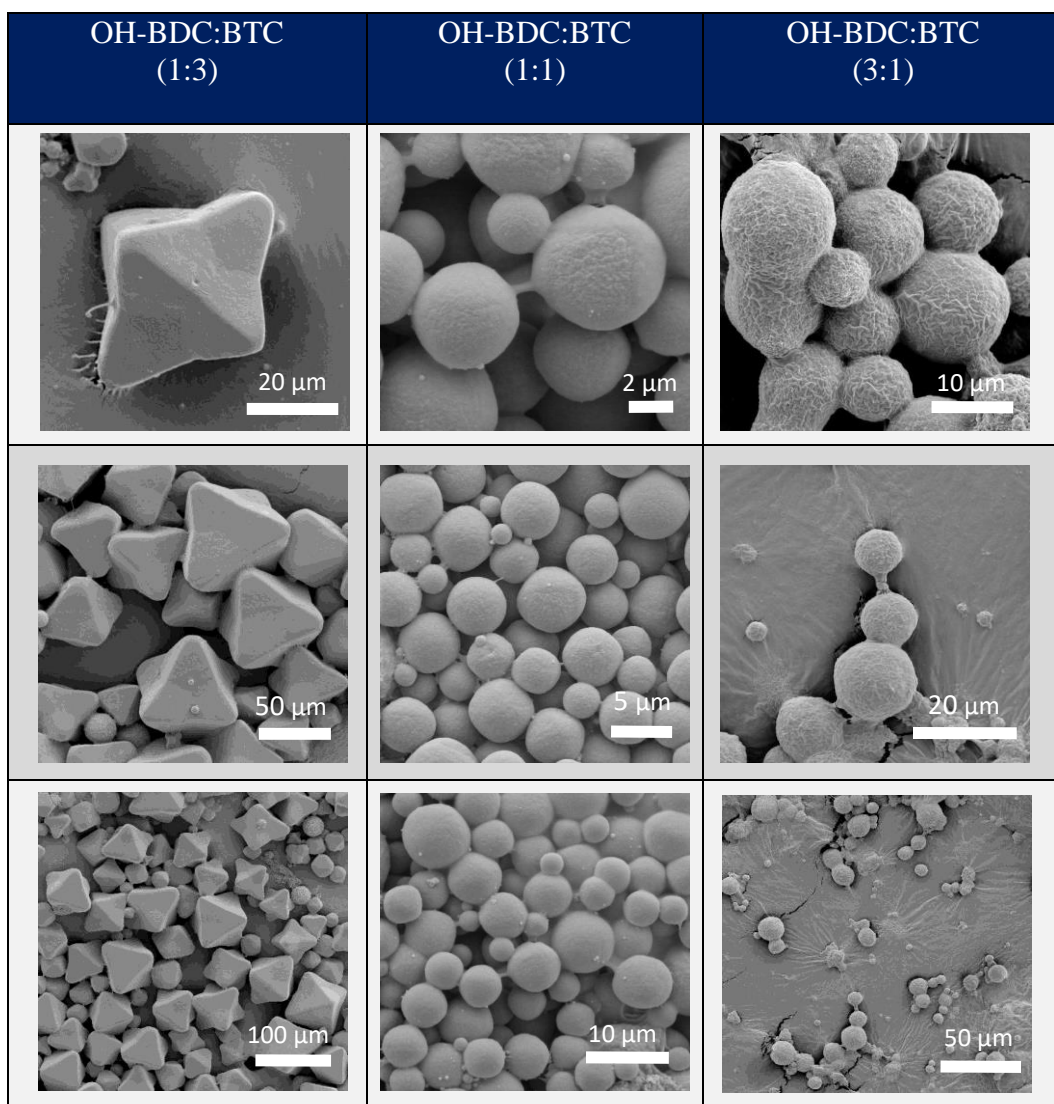 OH-BDC:BTC
(1:3)
OH-BDC:BTC
(1:1)
OH-BDC:BTC
(3:1)
20 µm
2 µm
10 µm
50 µm
5 µm
20 µm
100 µm
10 µm
50 µm